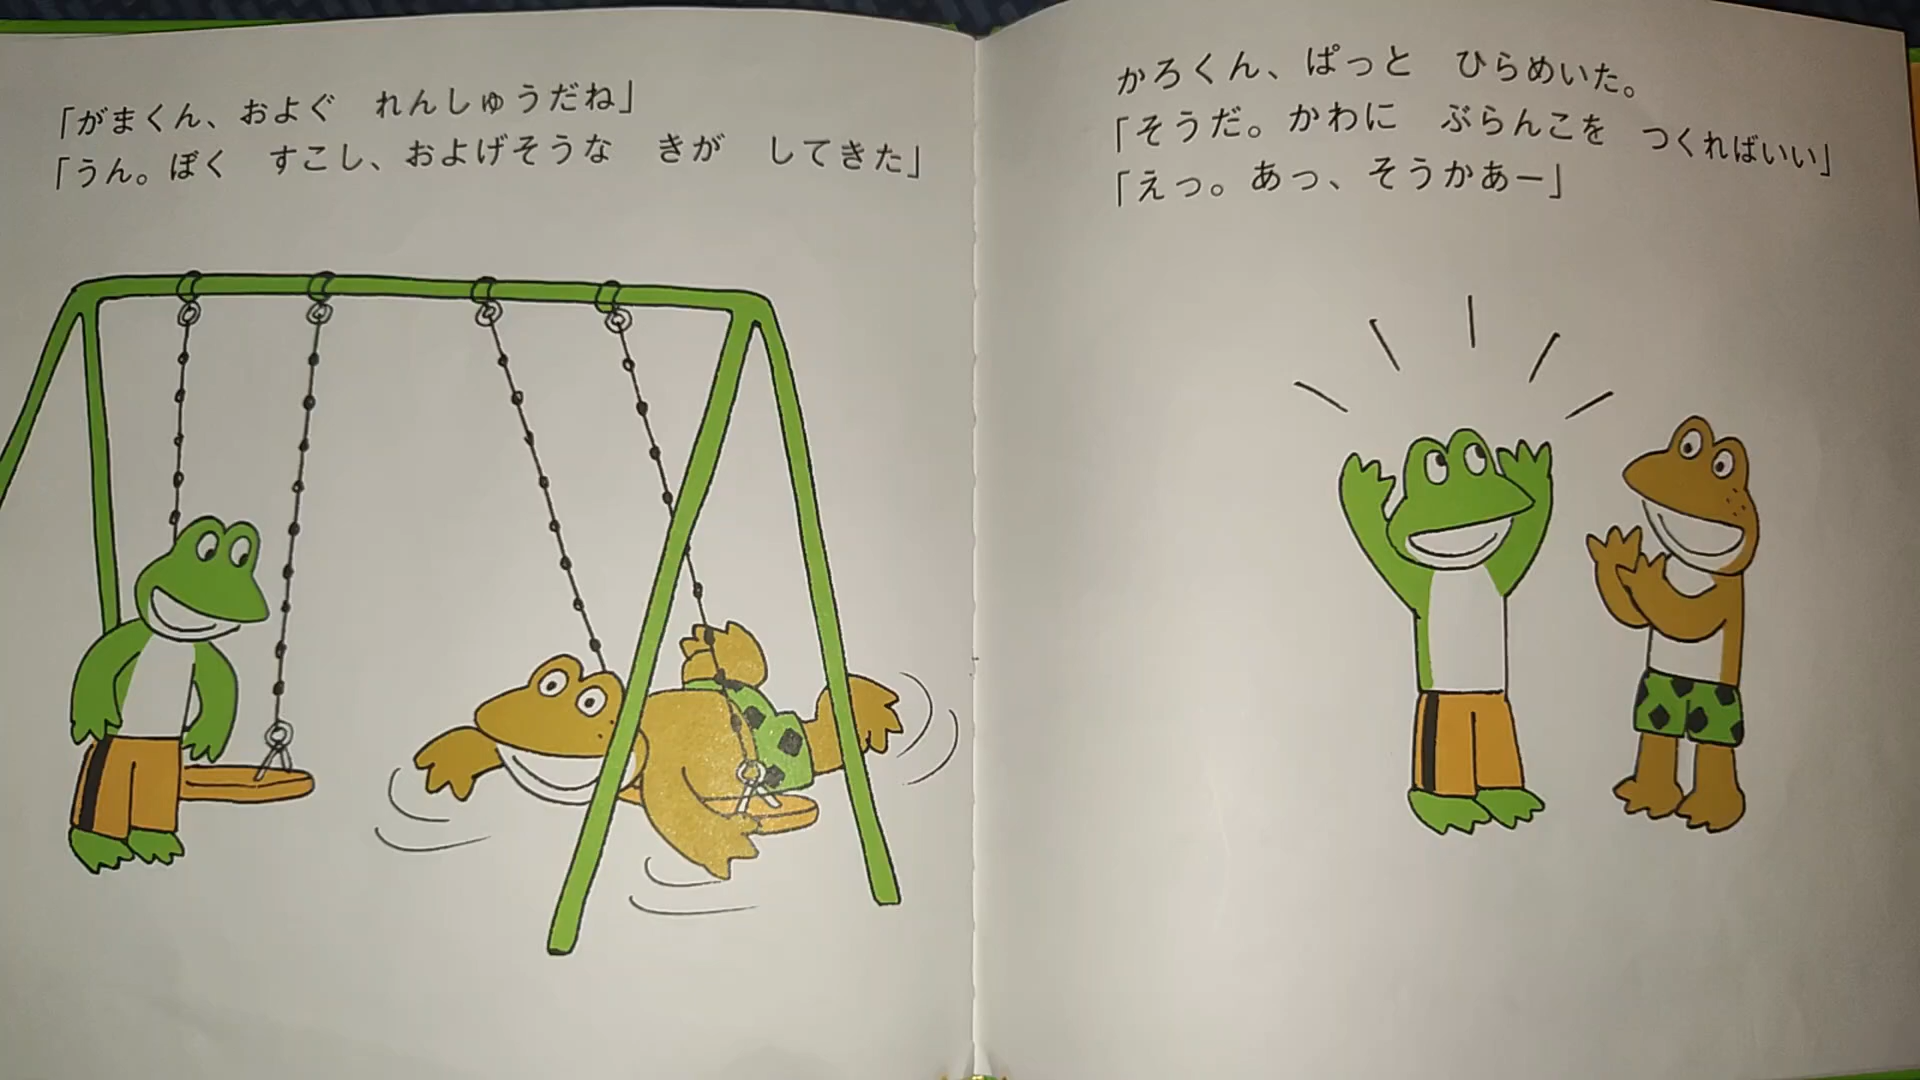 「がまくん、およぐ　れんしゅうだね」
「うん。ぼく　すこし、およげそうな　きが　してきた」
かろくん、ぱっと　ひらめいた。
「そうだ。かわに　ぶらんこを　つくればいい」
「えっ。あっ、そうかあー」